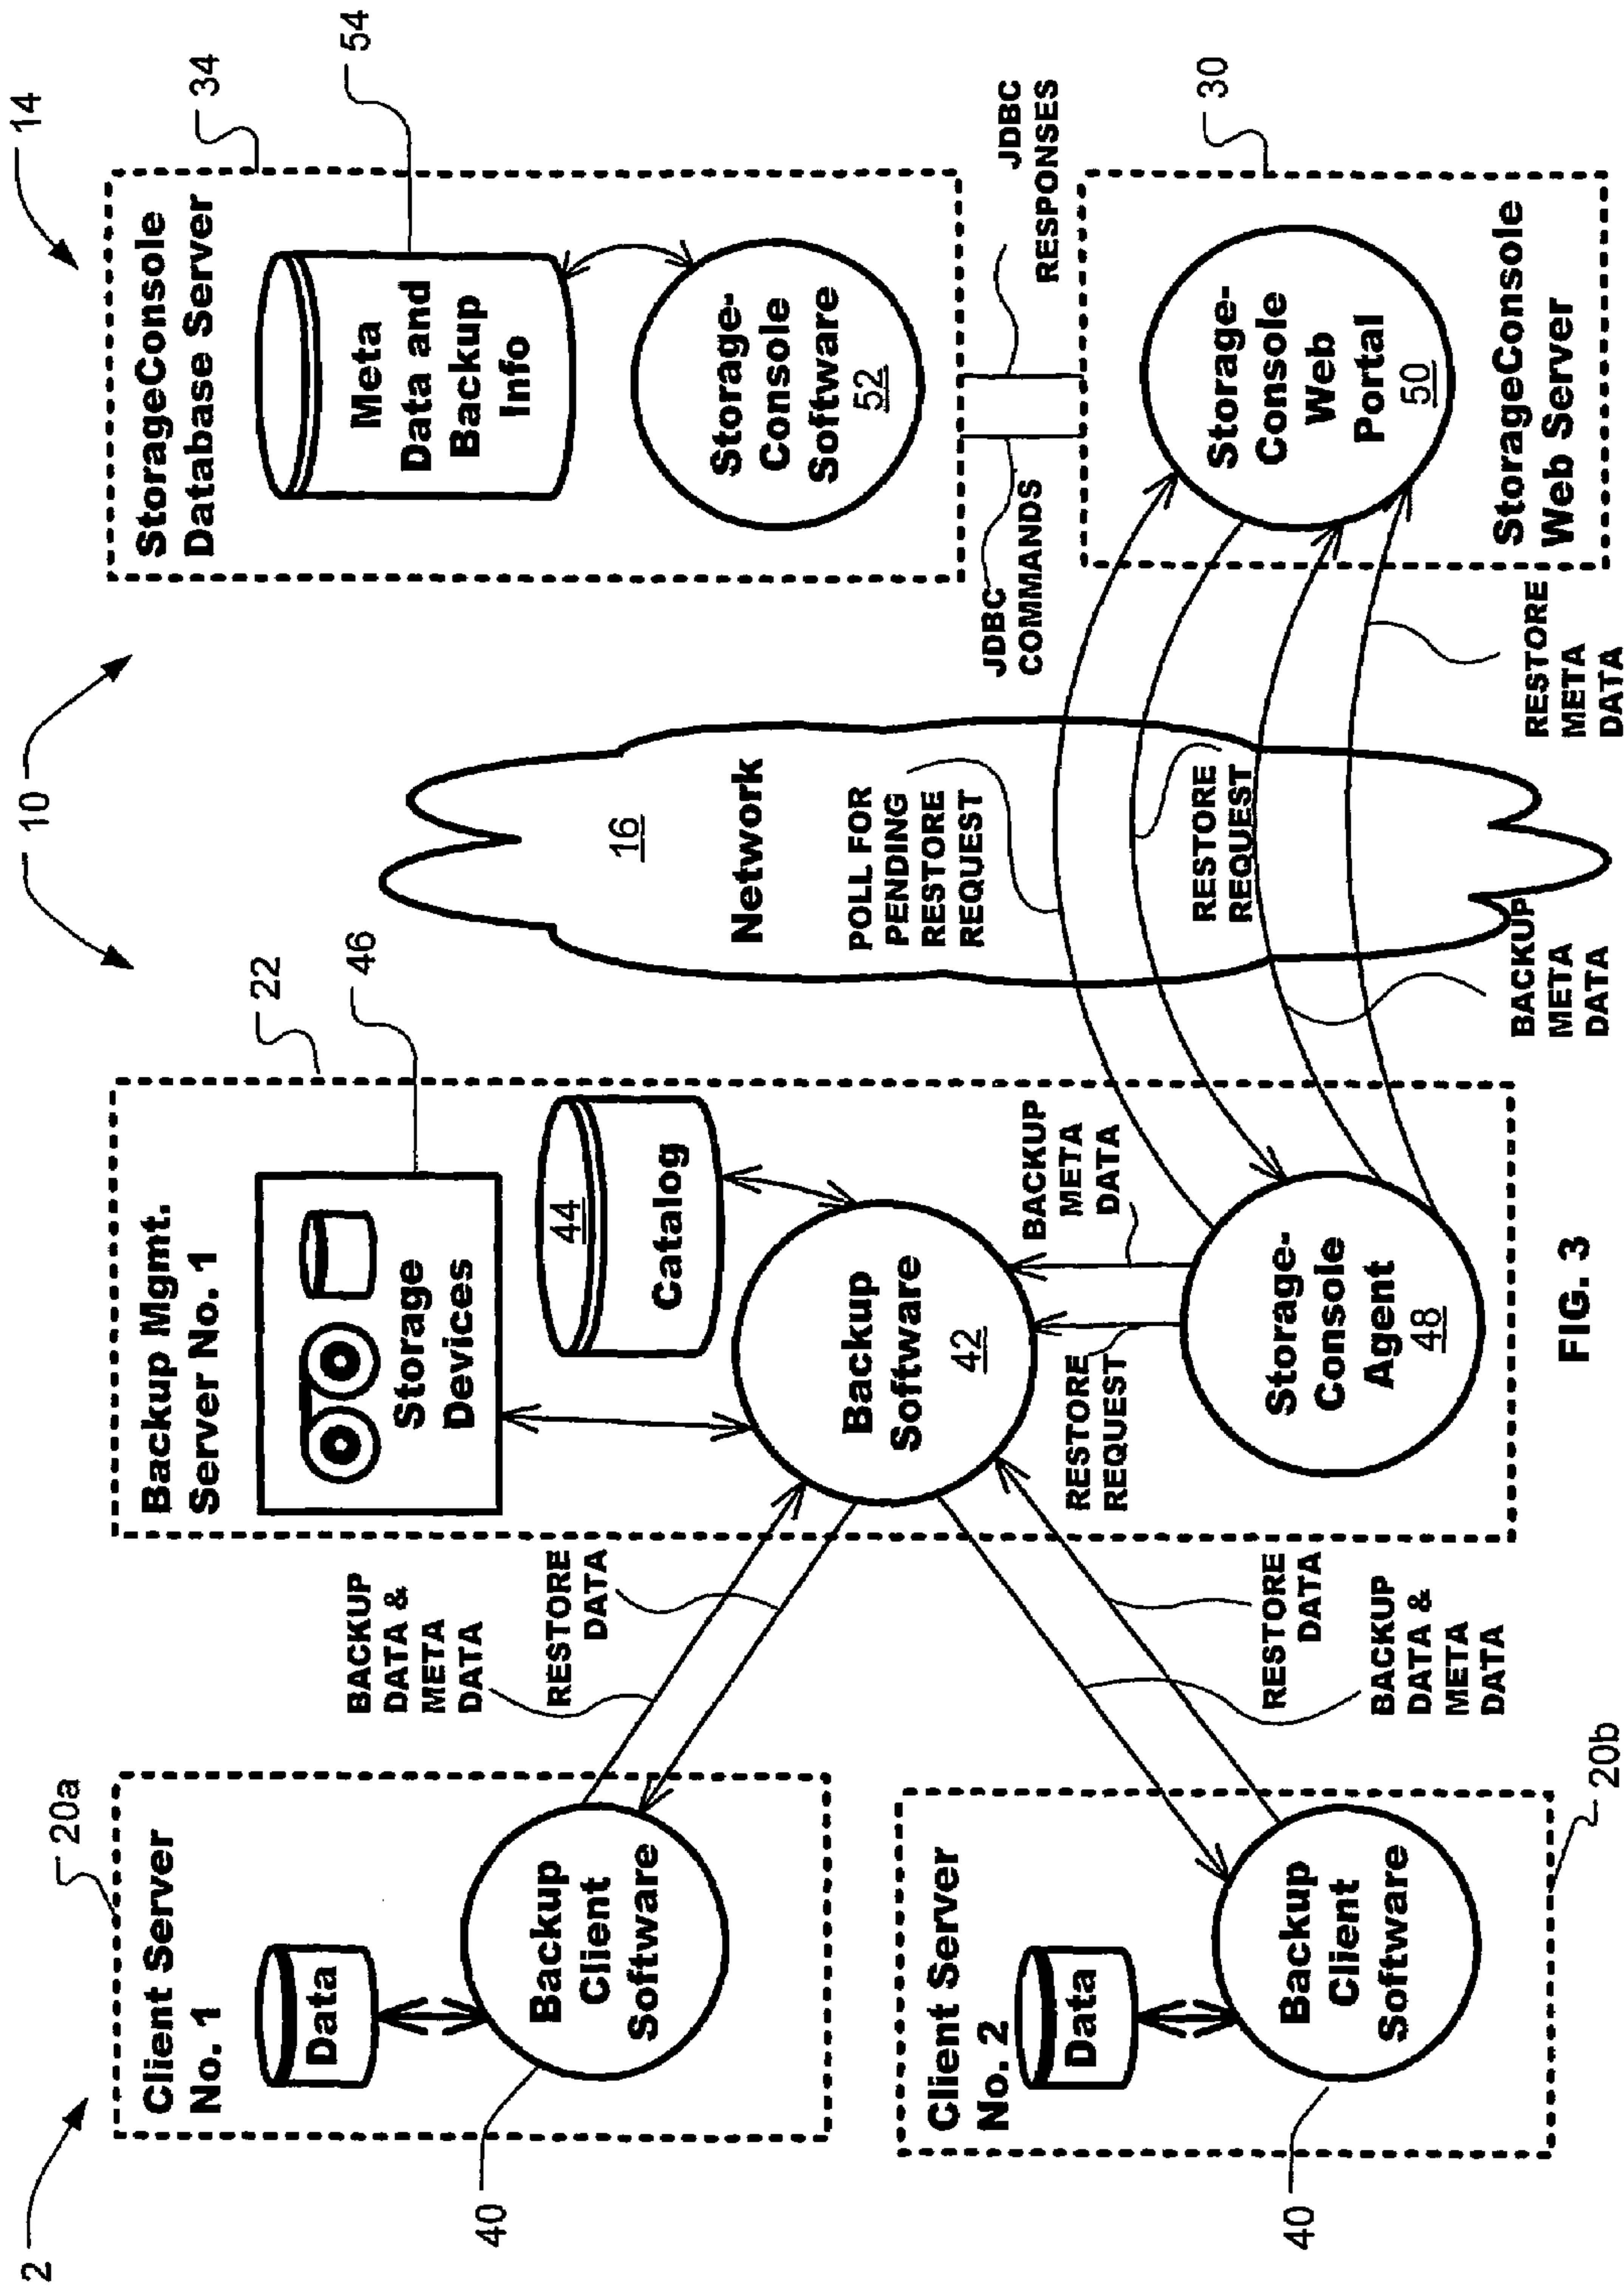 2
10
14
20a
Client Server
No. 1
Data
Backup
Client
Software
40
Client Server
No. 2
Data
Backup
Client
Software
40
20b
BACKUP
DATA &
META
DATA
RESTORE
DATA
RESTORE
DATA
BACKUP
DATA &
META
DATA
Backup Mgmt.
Server No. 1
22
46
Storage
Devices
44
Catalog
Backup
Software
42
RESTORE
REQUEST
BACKUP
META
DATA
Storage-
Console
Agent
48
16
Network
POLL FOR
PENDING
RESTORE
REQUEST
RESTORE
REQUEST
BACKUP
META
DATA
RESTORE
META
DATA
StorageConsole
Database Server
34
54
Meta
Data and
Backup
Info
Storage-
Console
Software
52
JDBC
COMMANDS
JDBC
RESPONSES
30
Storage-
Console
Web
Portal
50
StorageConsole
Web Server
FIG. 3